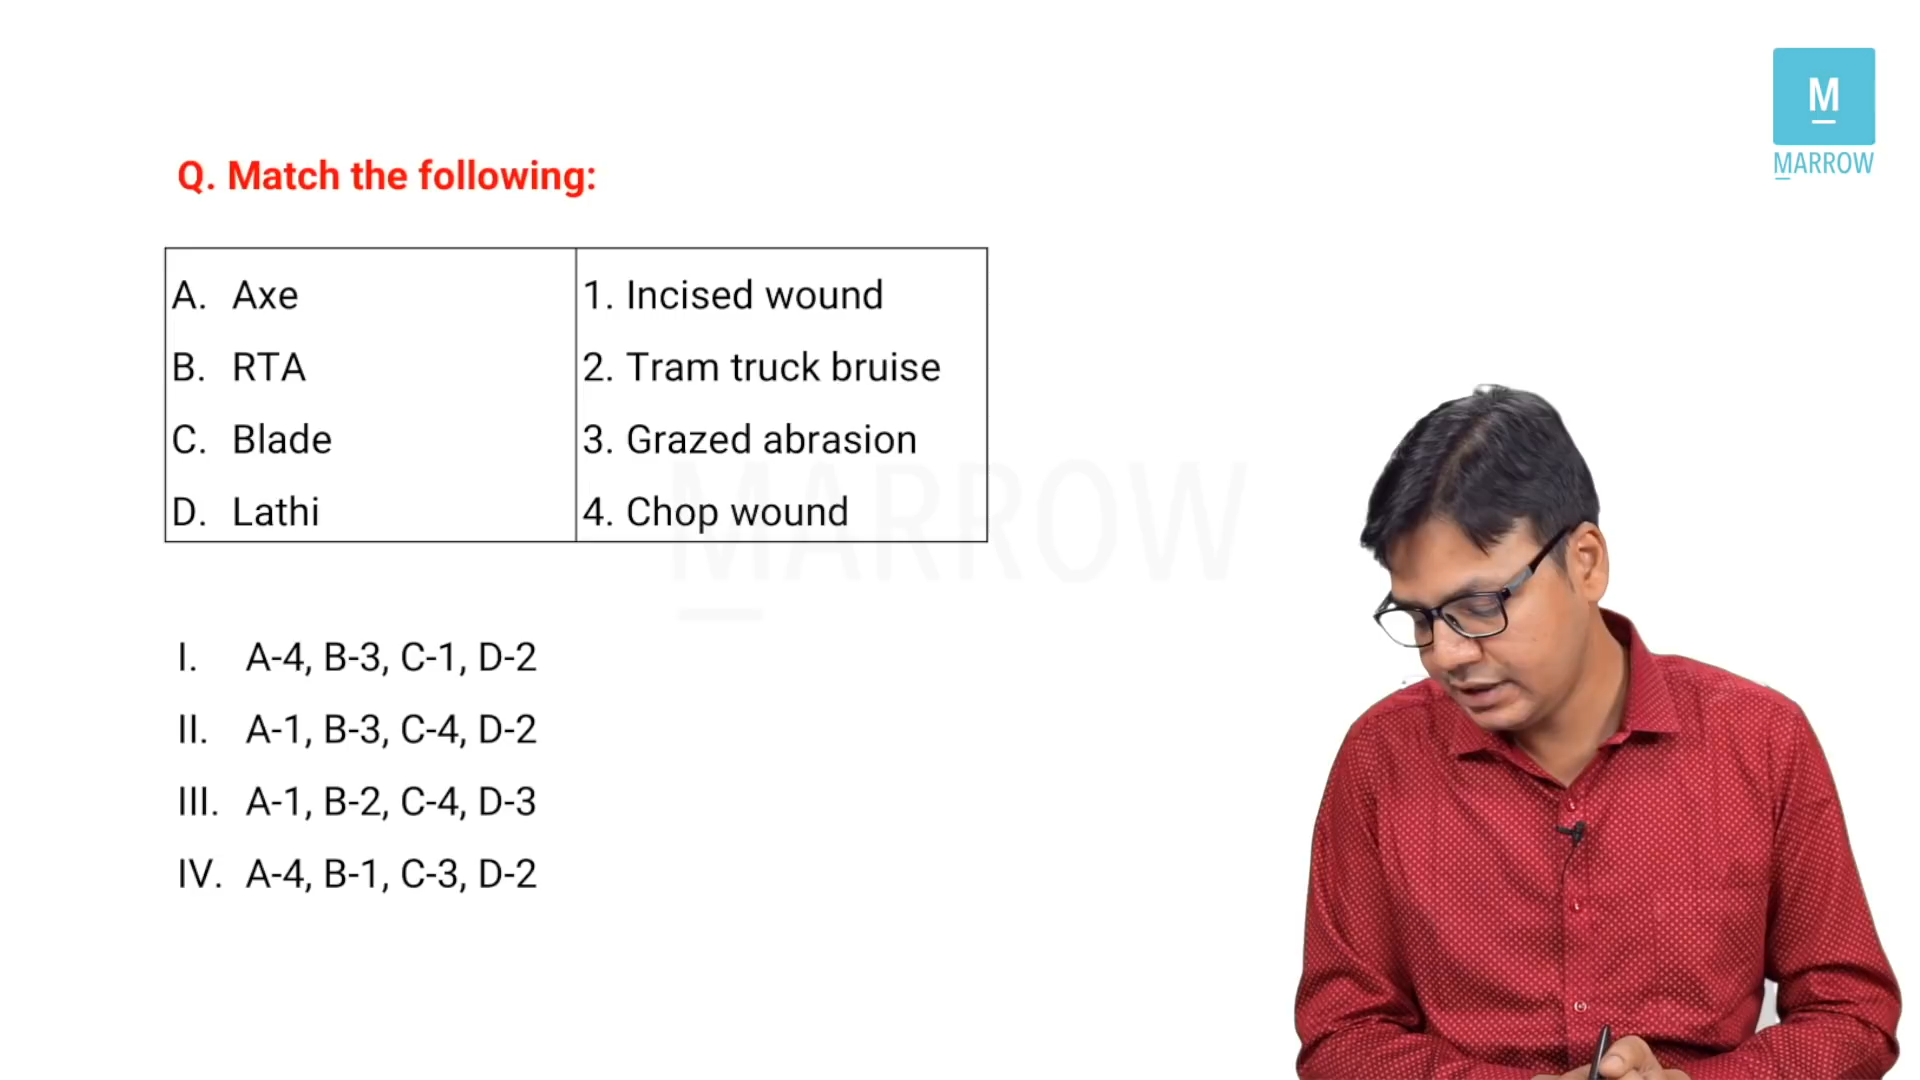 M
MARROW
Q. Match the following:
A. Axe
1. Incised wound
B. RTA
2. Tram truck bruise
C. Blade
3. Grazed abrasion
D. Lathi
4. Chop wound
MARROW
I. A-4, B-3, C-1, D-2
II. A-1, B-3, C-4, D-2
III. A-1, B-2, C-4, D-3
IV. A-4, B-1, C-3, D-2